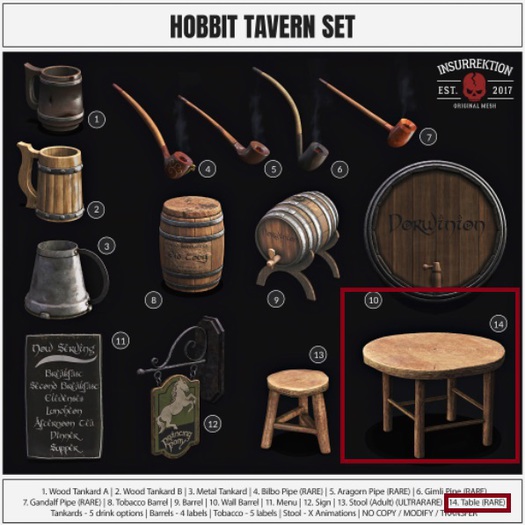 HOBBIT TAVERN SET
INSURREKTION
EST. 2017
ORIGINAL MESH
1
2
3
4
5
6
7
Old Toby
Dorwinion
8
9
10
11
Now Serving
Breakfast
Second Breakfast
Elevenses
Luncheon
Afternoon Tea
Dinner
Supper
Prancing Pony
12
13
14
1. Wood Tankard A | 2. Wood Tankard B | 3. Metal Tankard | 4. Bilbo Pipe (RARE) | 5. Aragorn Pipe (RARE) | 6. Gimli Pipe (RARE)
7. Gandalf Pipe (RARE) | 8. Tobacco Barrel | 9. Barrel | 10. Wall Barrel | 11. Menu | 12. Sign | 13. Stool (Adult) (ULTRARARE) | 14. Table (RARE)
Tankards - 5 drink options | Barrels - 4 labels | Tobacco - 5 labels | Stool - X Animations | NO COPY / MODIFY / TRANSFER